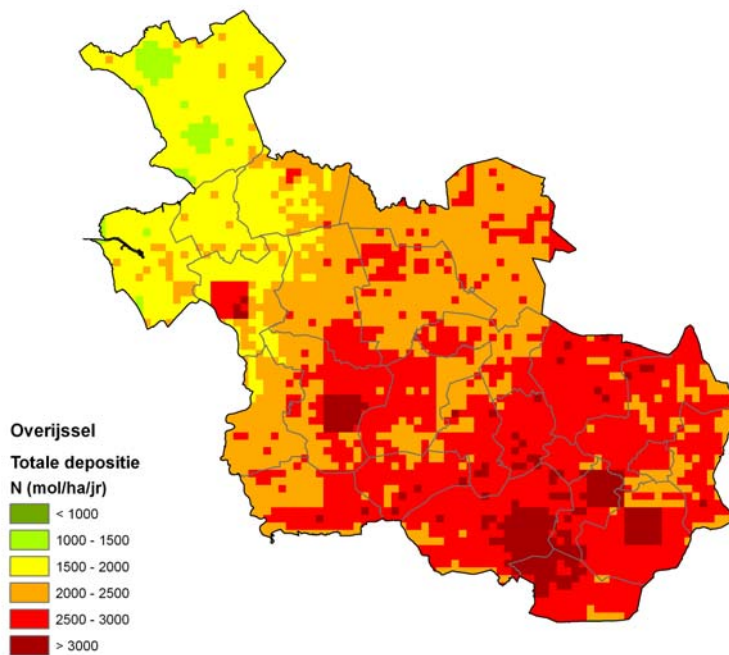 Overijssel
Totale depositie
N (mol/ha/jr)
< 1000
1000 - 1500
1500 - 2000
2000 - 2500
2500 - 3000
> 3000